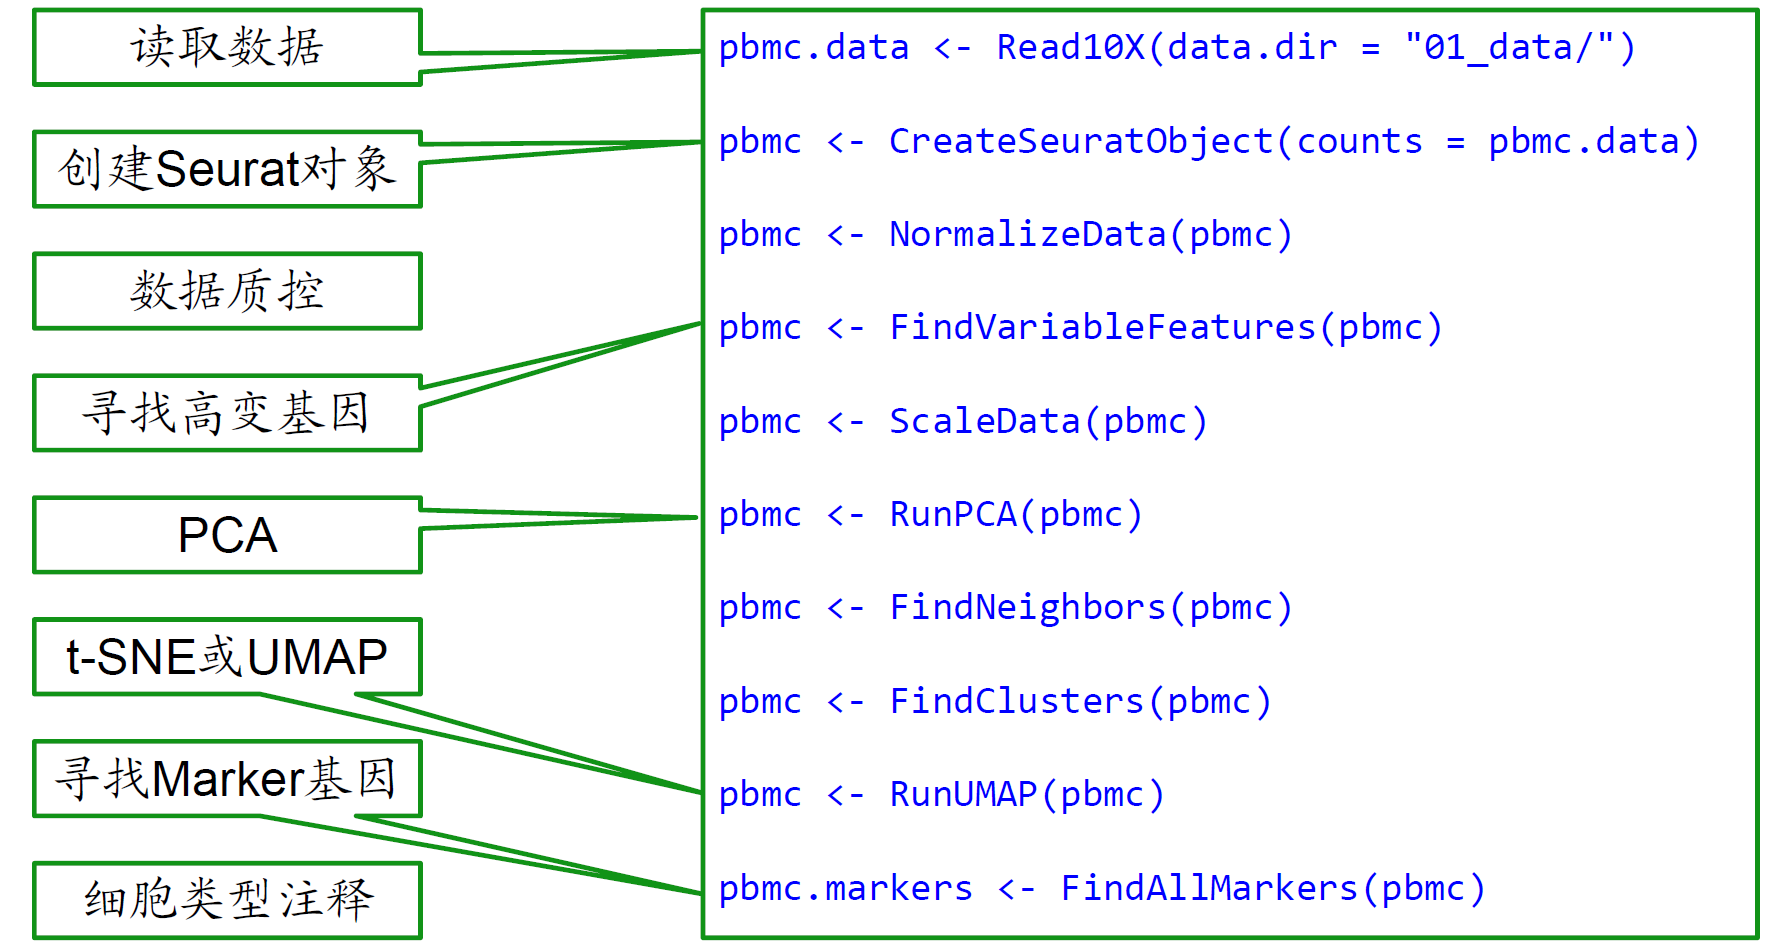 读取数据
创建Seurat对象
数据质控
寻找高变基因
PCA
t-SNE或UMAP
寻找Marker基因
细胞类型注释
pbmc.data <- Read10X(data.dir = "01_data/")
pbmc <- CreateSeuratObject(counts = pbmc.data)
pbmc <- NormalizeData(pbmc)
pbmc <- FindVariableFeatures(pbmc)
pbmc <- ScaleData(pbmc)
pbmc <- RunPCA(pbmc)
pbmc <- FindNeighbors(pbmc)
pbmc <- FindClusters(pbmc)
pbmc <- RunUMAP(pbmc)
pbmc.markers <- FindAllMarkers(pbmc)